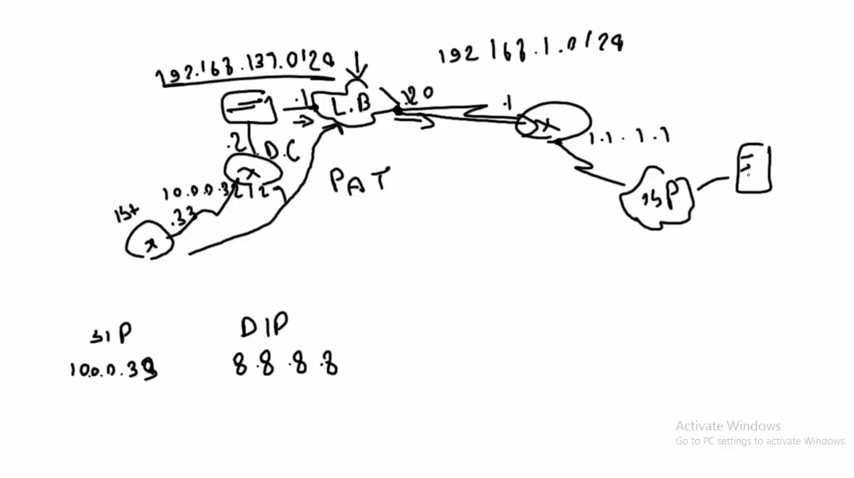 192.168.137.0/24
192 168.1.0/24
.1
L.B
.20
.1
1.1.1.1
.2
D.C
PAT
10.0.0.3
ist
.33
ISP
SIP
DIP
10.0.0.33
8.8.8.8
Activate Windows
Go to PC settings to activate Windows.